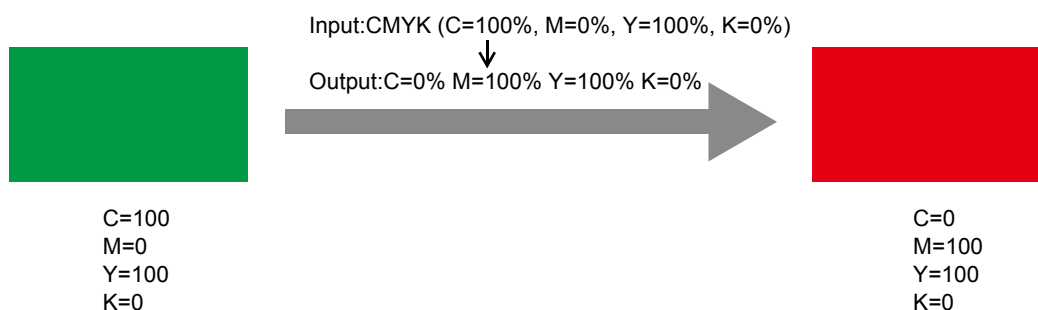 Input:CMYK (C=100%, M=0%, Y=100%, K=0%)
Output:C=0% M=100% Y=100% K=0%
C=100
M=0
Y=100
K=0
C=0
M=100
Y=100
K=0